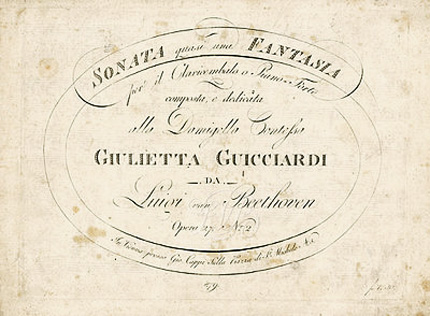 SONATA quasi una FANTASIA
per il Clavicembalo o Piano-Forte
composta, e dedicata
alla Damigella Contessa
GIULIETTA GUICCIARDI
DA
Luigi van Beethoven
Opera 27 No. 2
In Vienna presso Gio. Cappi Sulla Piazza di St. Michele No. 5.
879.